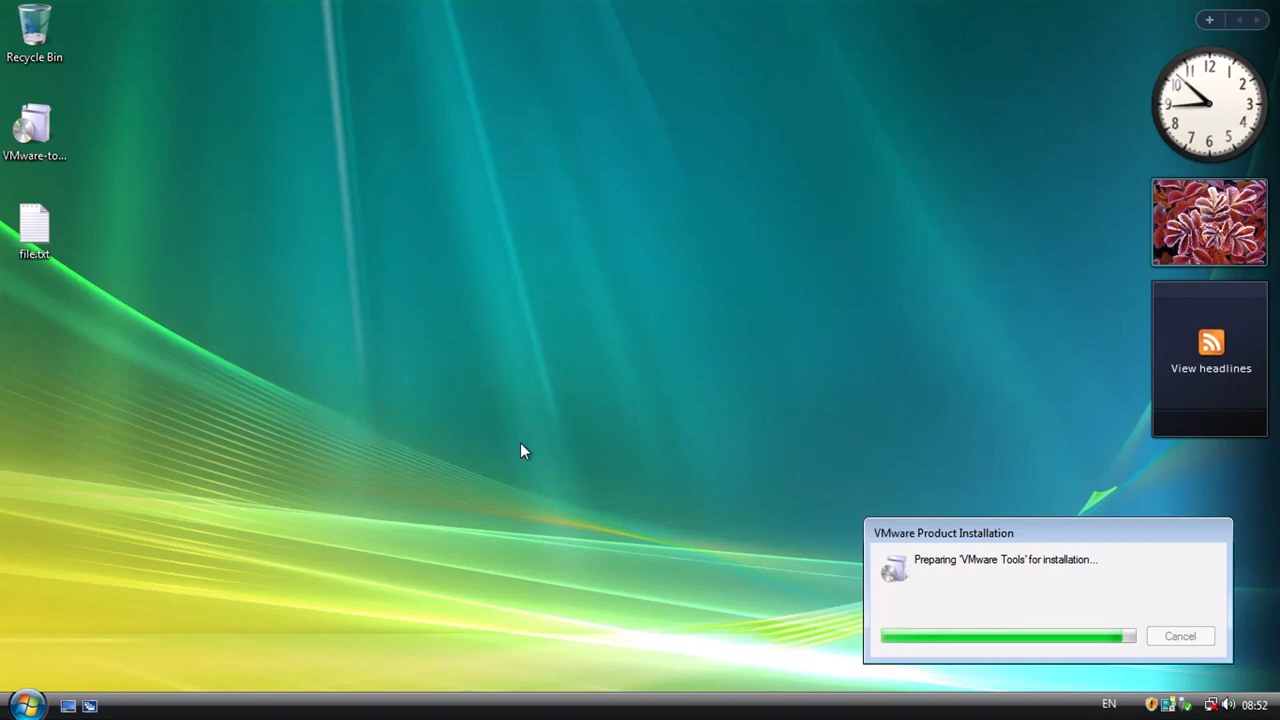 Recycle Bin
VMware-to...
file.txt
12
11
1
10
2
9
3
8
4
7
5
6
View headlines
VMware Product Installation
Preparing 'VMware Tools' for installation...
Cancel
EN
08:52